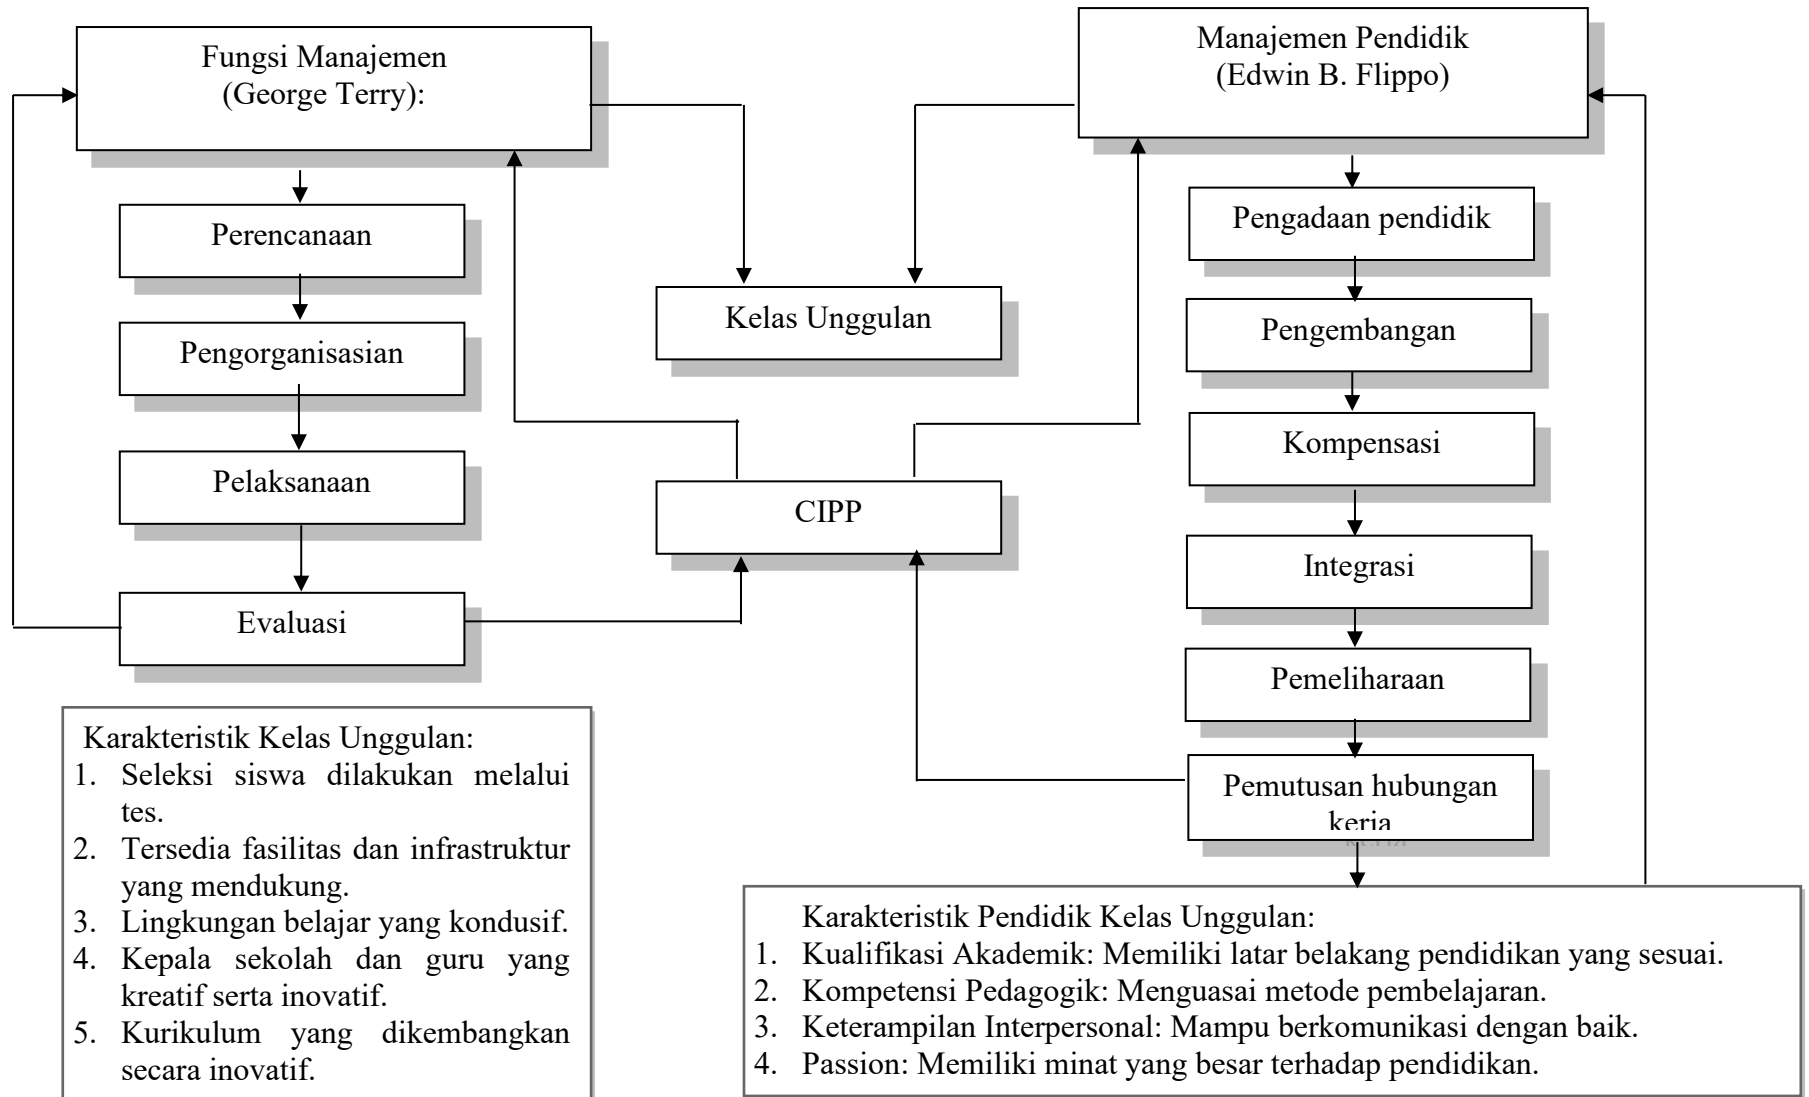 Fungsi Manajemen
(George Terry):
Perencanaan
Pengorganisasian
Pelaksanaan
Evaluasi
Karakteristik Kelas Unggulan:
1. Seleksi siswa dilakukan melalui
tes.
2. Tersedia fasilitas dan infrastruktur
yang mendukung.
3. Lingkungan belajar yang kondusif.
4. Kepala sekolah dan guru yang
kreatif serta inovatif.
5. Kurikulum yang dikembangkan
secara inovatif.
Kelas Unggulan
CIPP
Manajemen Pendidik
(Edwin B. Flippo)
Pengadaan pendidik
Pengembangan
Kompensasi
Integrasi
Pemeliharaan
Pemutusan hubungan
kerja
Karakteristik Pendidik Kelas Unggulan:
1. Kualifikasi Akademik: Memiliki latar belakang pendidikan yang sesuai.
2. Kompetensi Pedagogik: Menguasai metode pembelajaran.
3. Keterampilan Interpersonal: Mampu berkomunikasi dengan baik.
4. Passion: Memiliki minat yang besar terhadap pendidikan.